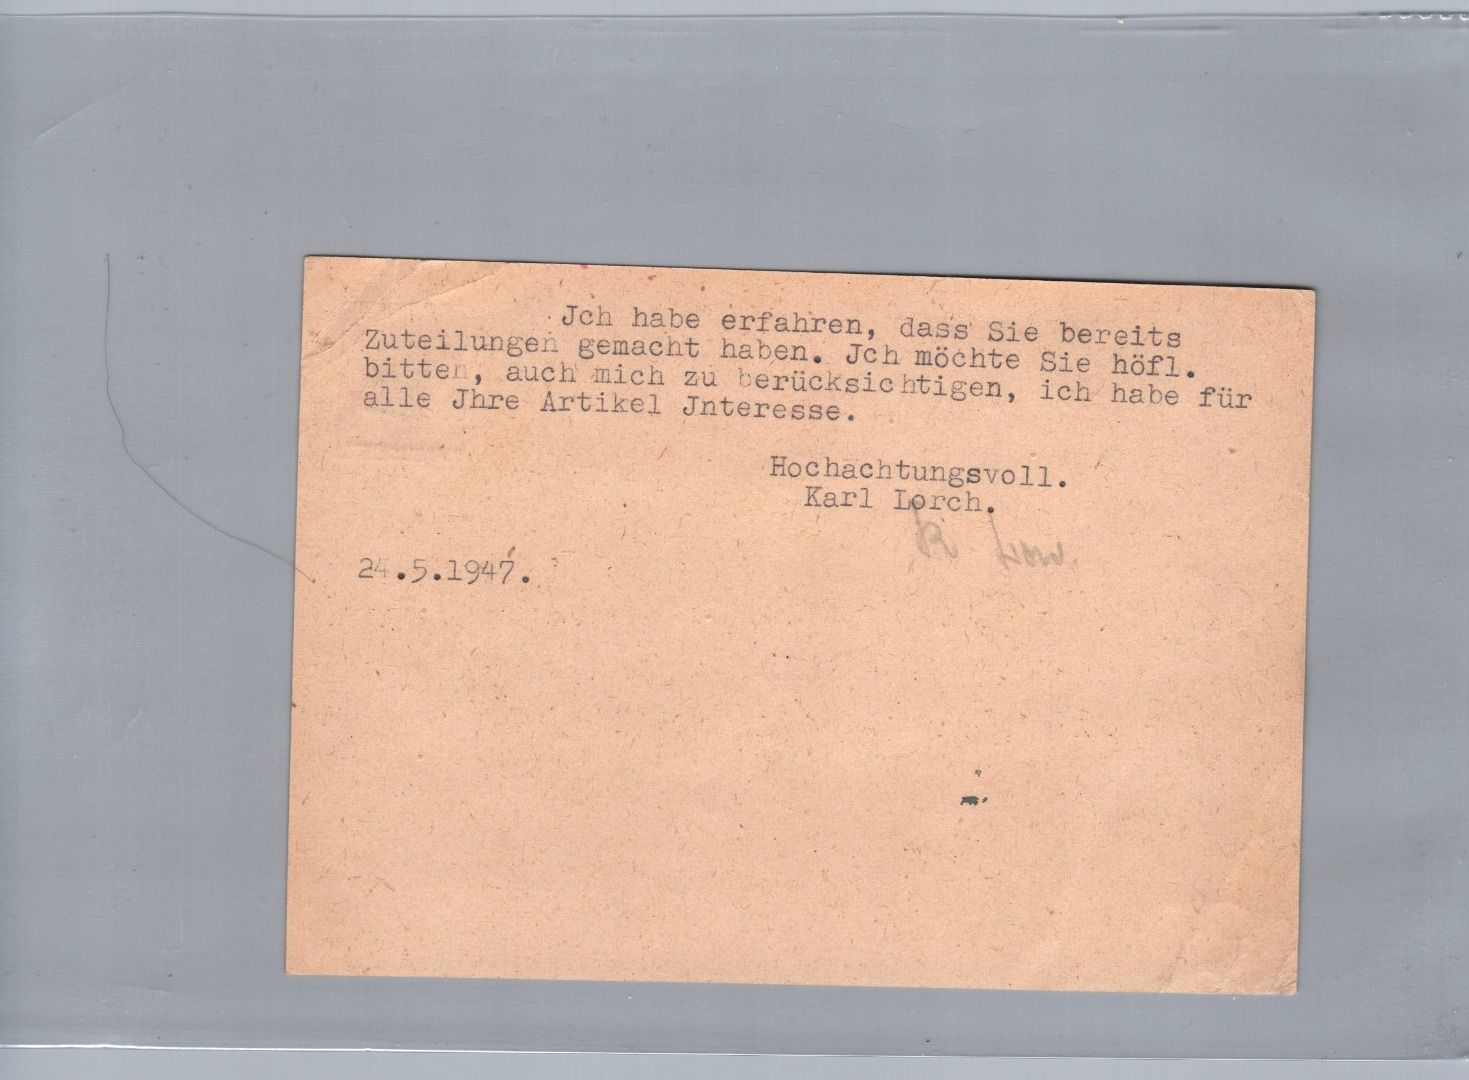 Jch habe erfahren, dass Sie bereits
Zuteilungen gemacht haben. Jch möchte Sie höfl.
bitten, auch mich zu berücksichtigen, ich habe für
alle Jhre Artikel Jnteresse.
Hochachtungsvoll.
Karl Lorch.
24.5.1947.